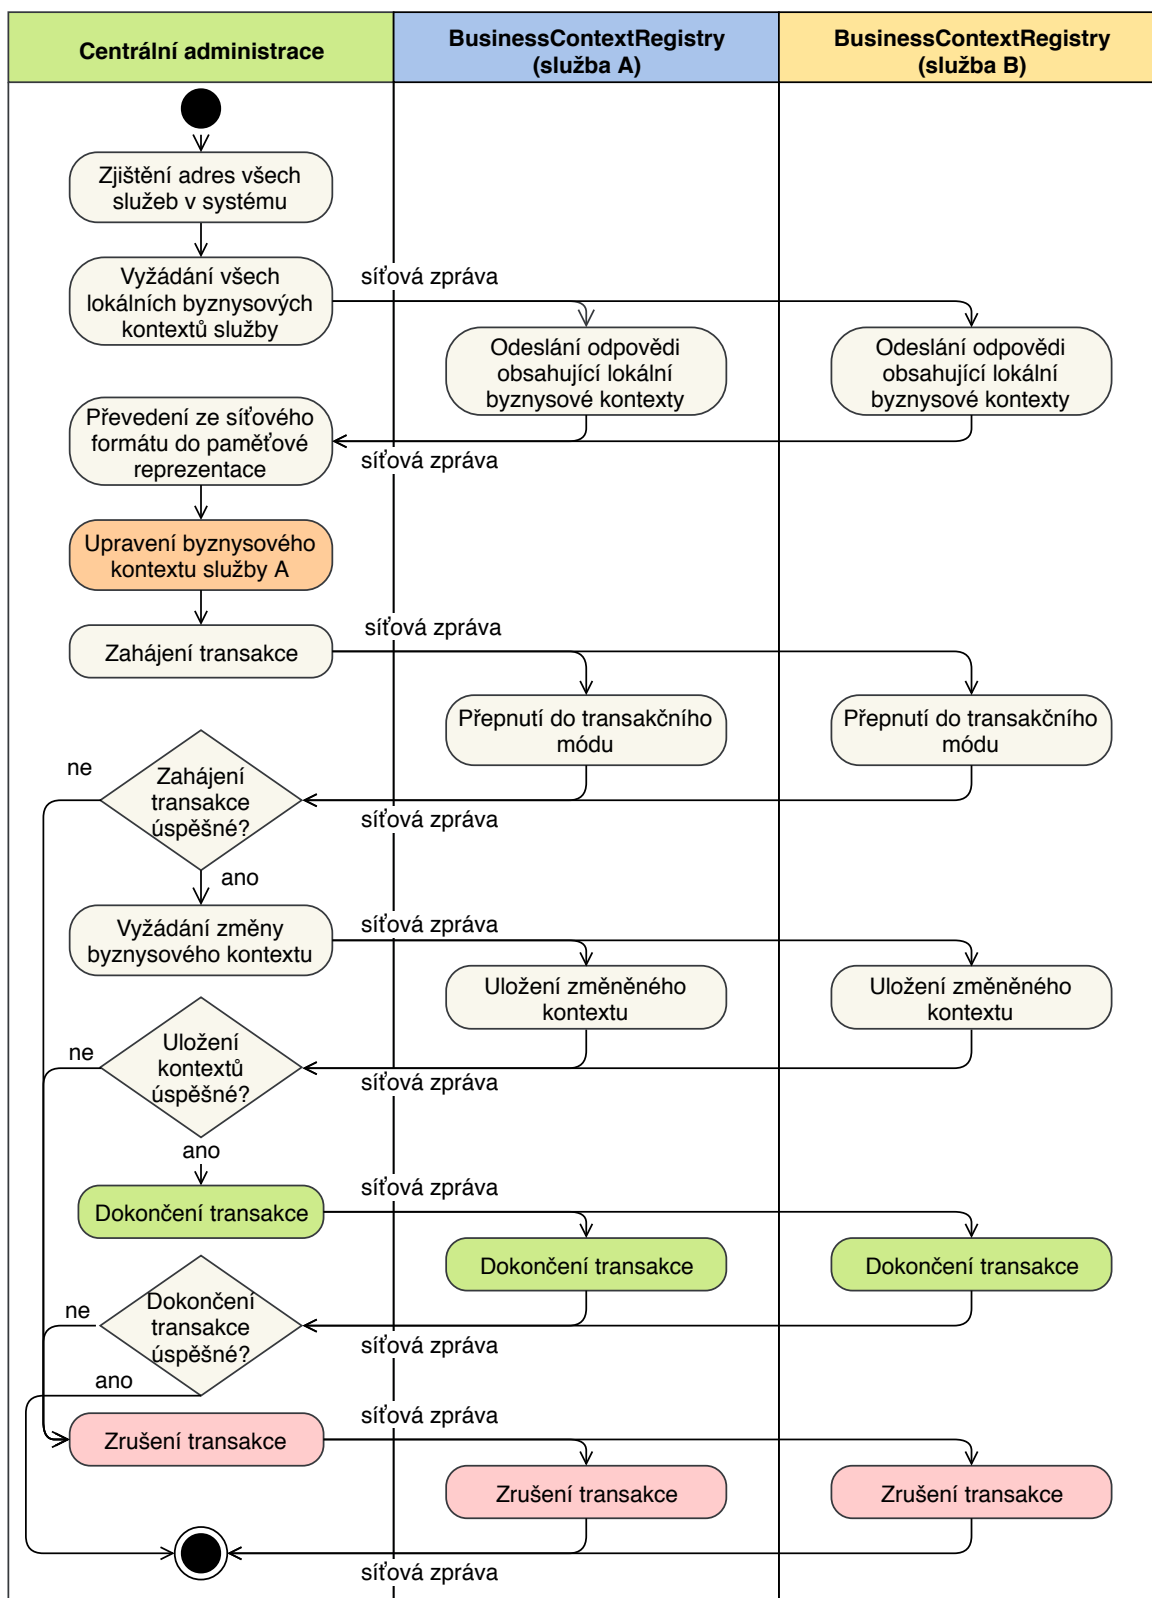 Centrální administrace
BusinessContextRegistry
(služba A)
BusinessContextRegistry
(služba B)
Zjištění adres všech
služeb v systému
Vyžádání všech
lokálních byznysových
kontextů služby
síťová zpráva
Odeslání odpovědi
obsahující lokální
byznysové kontexty
Odeslání odpovědi
obsahující lokální
byznysové kontexty
Převedení ze síťového
formátu do paměťové
reprezentace
síťová zpráva
Upravení byznysového
kontextu služby A
síťová zpráva
Zahájení transakce
Přepnutí do transakčního
módu
Přepnutí do transakčního
módu
ne
Zahájení
transakce
úspěšné?
síťová zpráva
ano
Vyžádání změny
byznysového kontextu
síťová zpráva
Uložení změněného
kontextu
Uložení změněného
kontextu
ne
Uložení
kontextů
úspěšné?
síťová zpráva
ano
síťová zpráva
Dokončení transakce
Dokončení transakce
Dokončení transakce
ne
Dokončení
transakce
úspěšné?
síťová zpráva
ano
síťová zpráva
Zrušení transakce
Zrušení transakce
Zrušení transakce
síťová zpráva